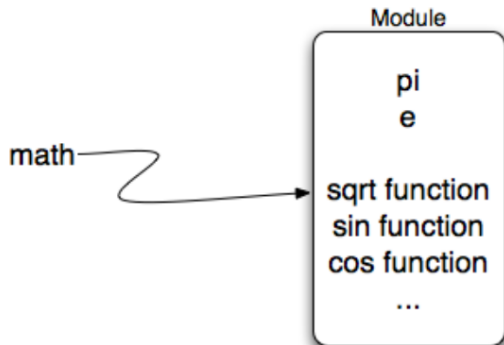 Module
pi
e
math
sqrt function
sin function
cos function
...